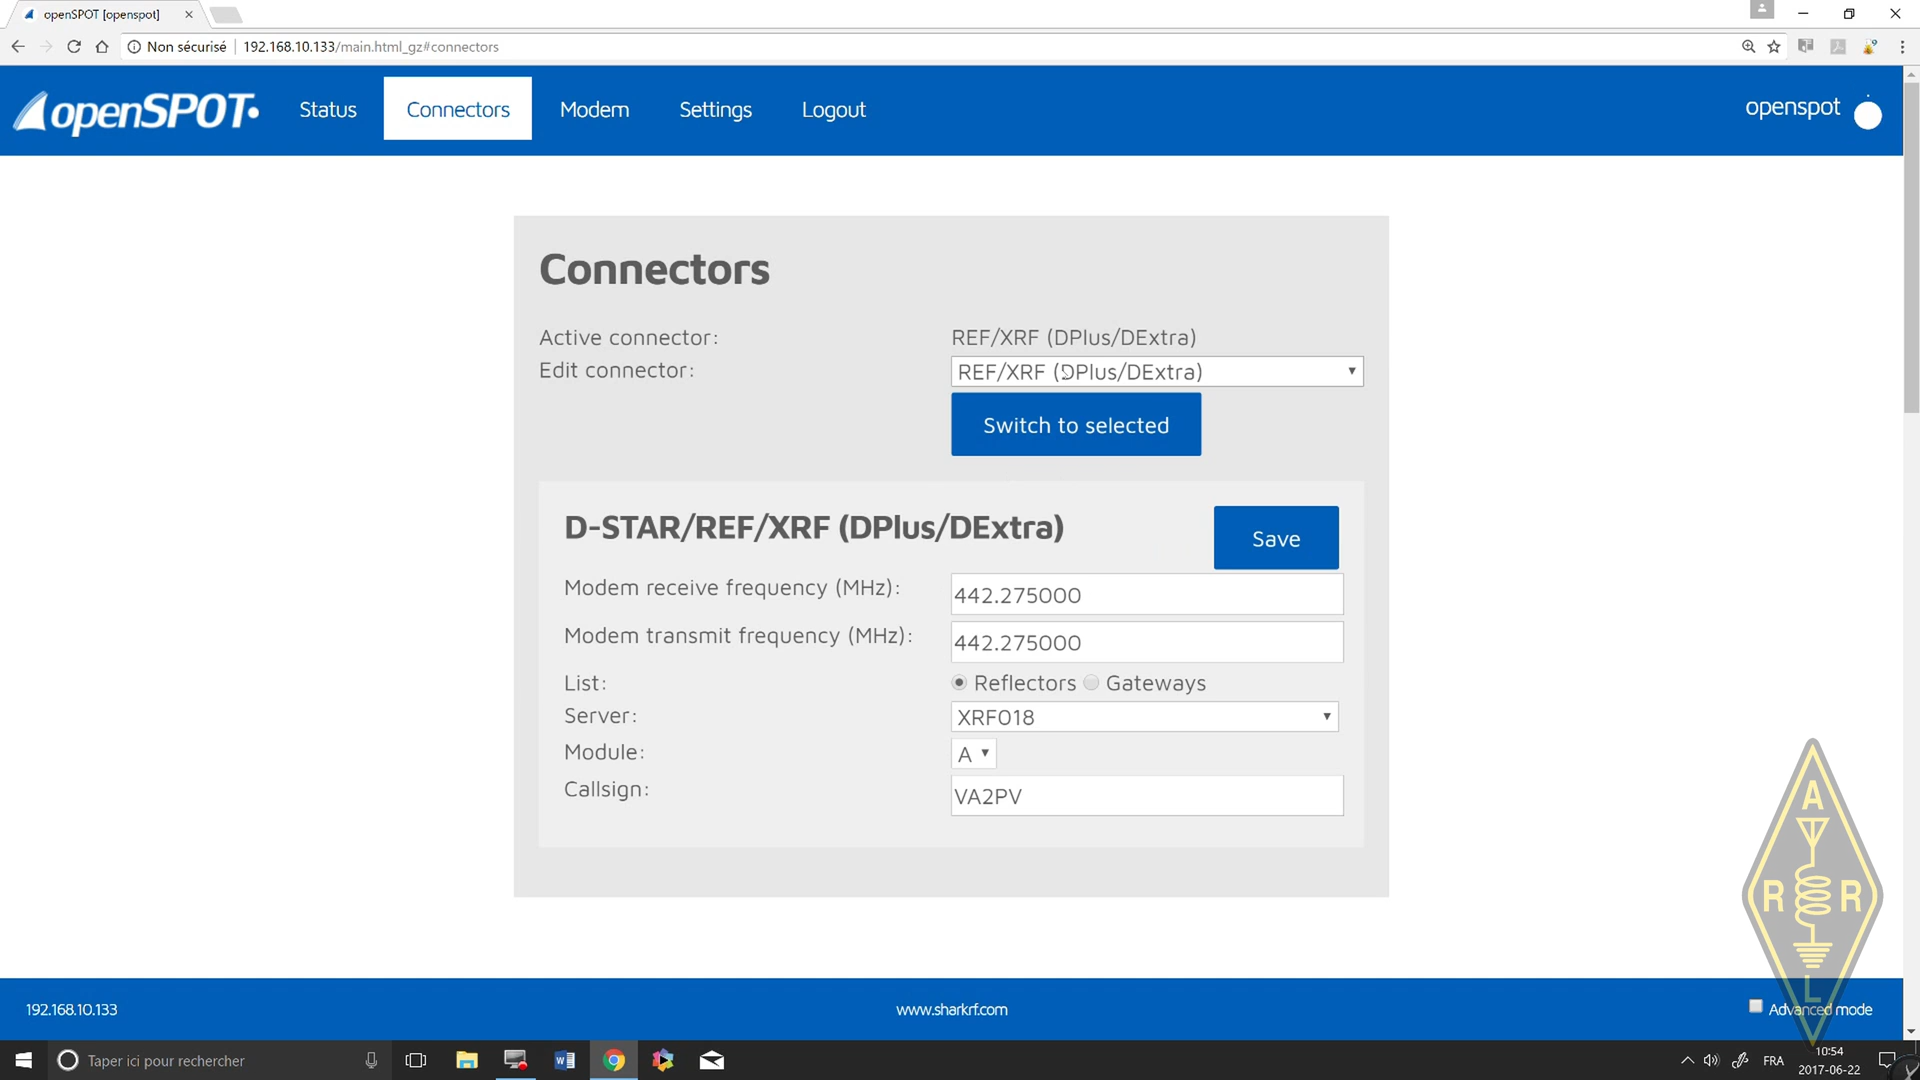 openSPOT [openspot]
Non sécurisé 192.168.10.133/main.html_gz#connectors
openSPOT Status Connectors Modem Settings Logout openspot
Connectors
Active connector: REF/XRF (DPlus/DExtra)
Edit connector: REF/XRF (DPlus/DExtra)
Switch to selected
D-STAR/REF/XRF (DPlus/DExtra) Save
Modem receive frequency (MHz): 442.275000
Modem transmit frequency (MHz): 442.275000
List: Reflectors Gateways
Server: XRF018
Module: A
Callsign: VA2PV
A
R R
L
192.168.10.133 www.sharkrf.com Advanced mode
Taper ici pour rechercher FRA 10:54
2017-06-22